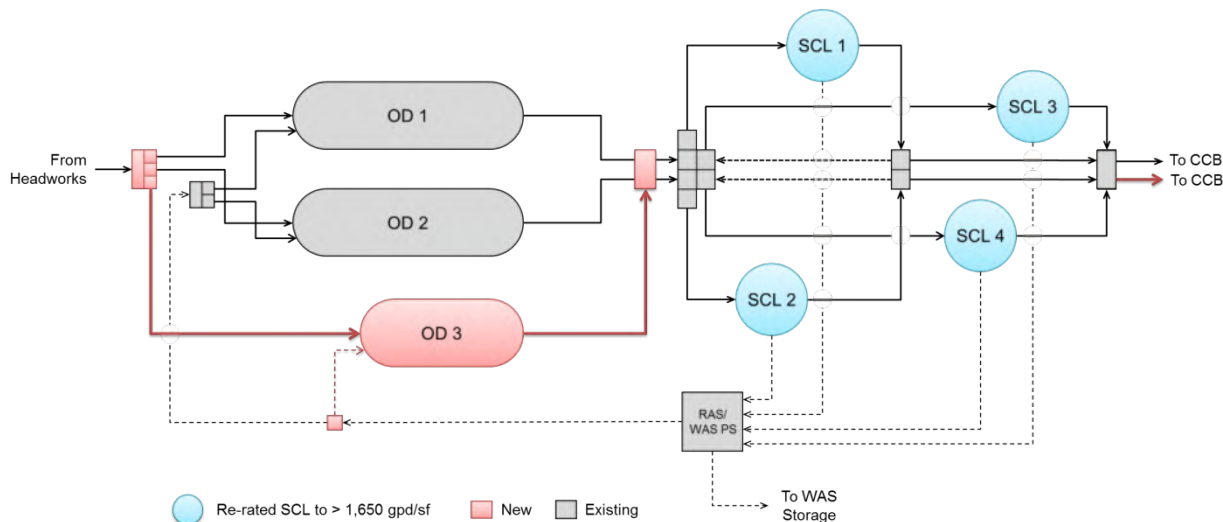 SCL 1
SCL 3
OD 1
From
Headworks
To CCB
To CCB
OD 2
SCL 4
SCL 2
OD 3
RAS/
WAS PS
To WAS
Storage
Re-rated SCL to > 1,650 gpd/sf
New
Existing